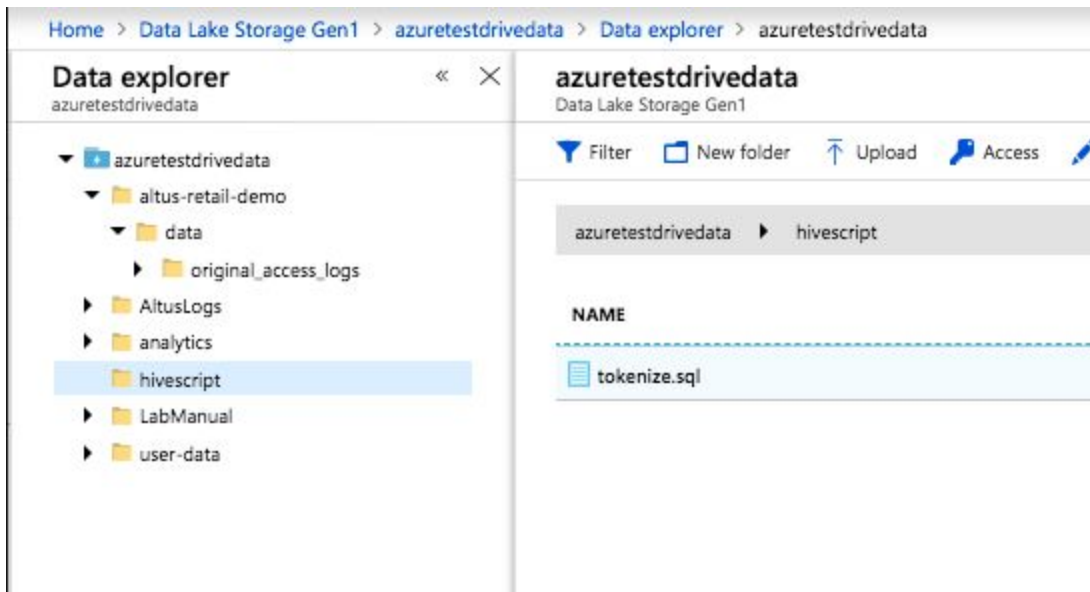 Home > Data Lake Storage Gen1 > azuretestdrivedata > Data explorer > azuretestdrivedata
Data explorer
azuretestdrivedata
azuretestdrivedata
altus-retail-demo
data
original_access_logs
AltusLogs
analytics
hivescript
LabManual
user-data
azuretestdrivedata
Data Lake Storage Gen1
Filter New folder Upload Access
azuretestdrivedata hivescript
NAME
tokenize.sql